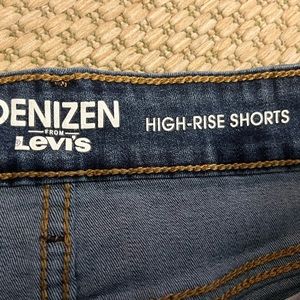 DENIZEN
FROM
Levi's
HIGH-RISE SHORTS